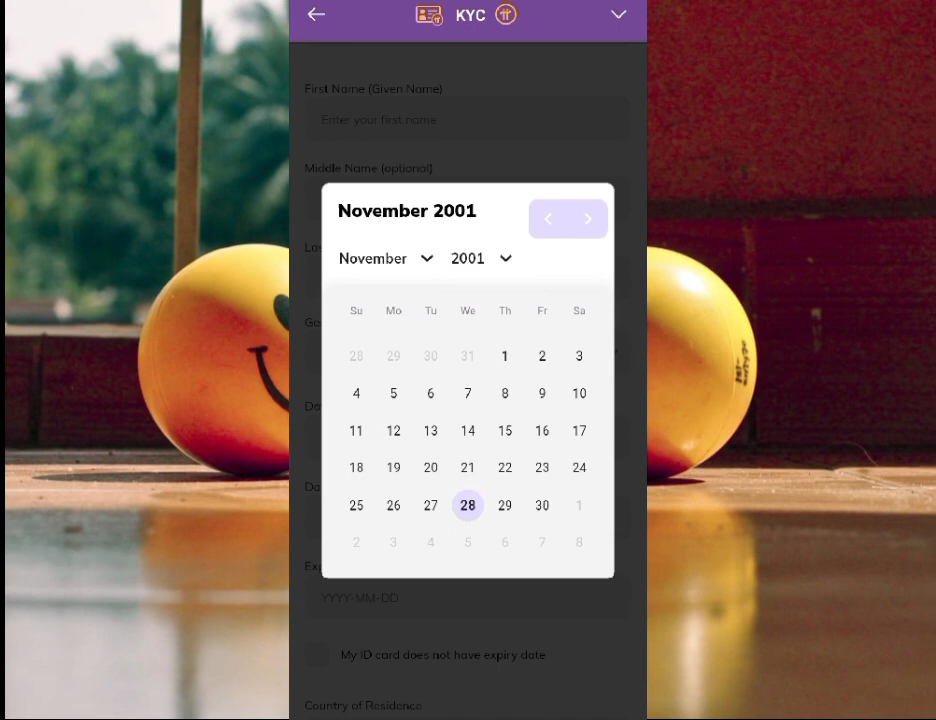 KYC
First Name (Given Name)
Enter your first name
Middle Name (optional)
November 2001
November 2001
Su Mo Tu We Th Fr Sa
28 29 30 31 1 2 3
4 5 6 7 8 9 10
11 12 13 14 15 16 17
18 19 20 21 22 23 24
25 26 27 28 29 30 1
2 3 4 5 6 7 8
YYYY-MM-DD
My ID card does not have expiry date
Country of Residence